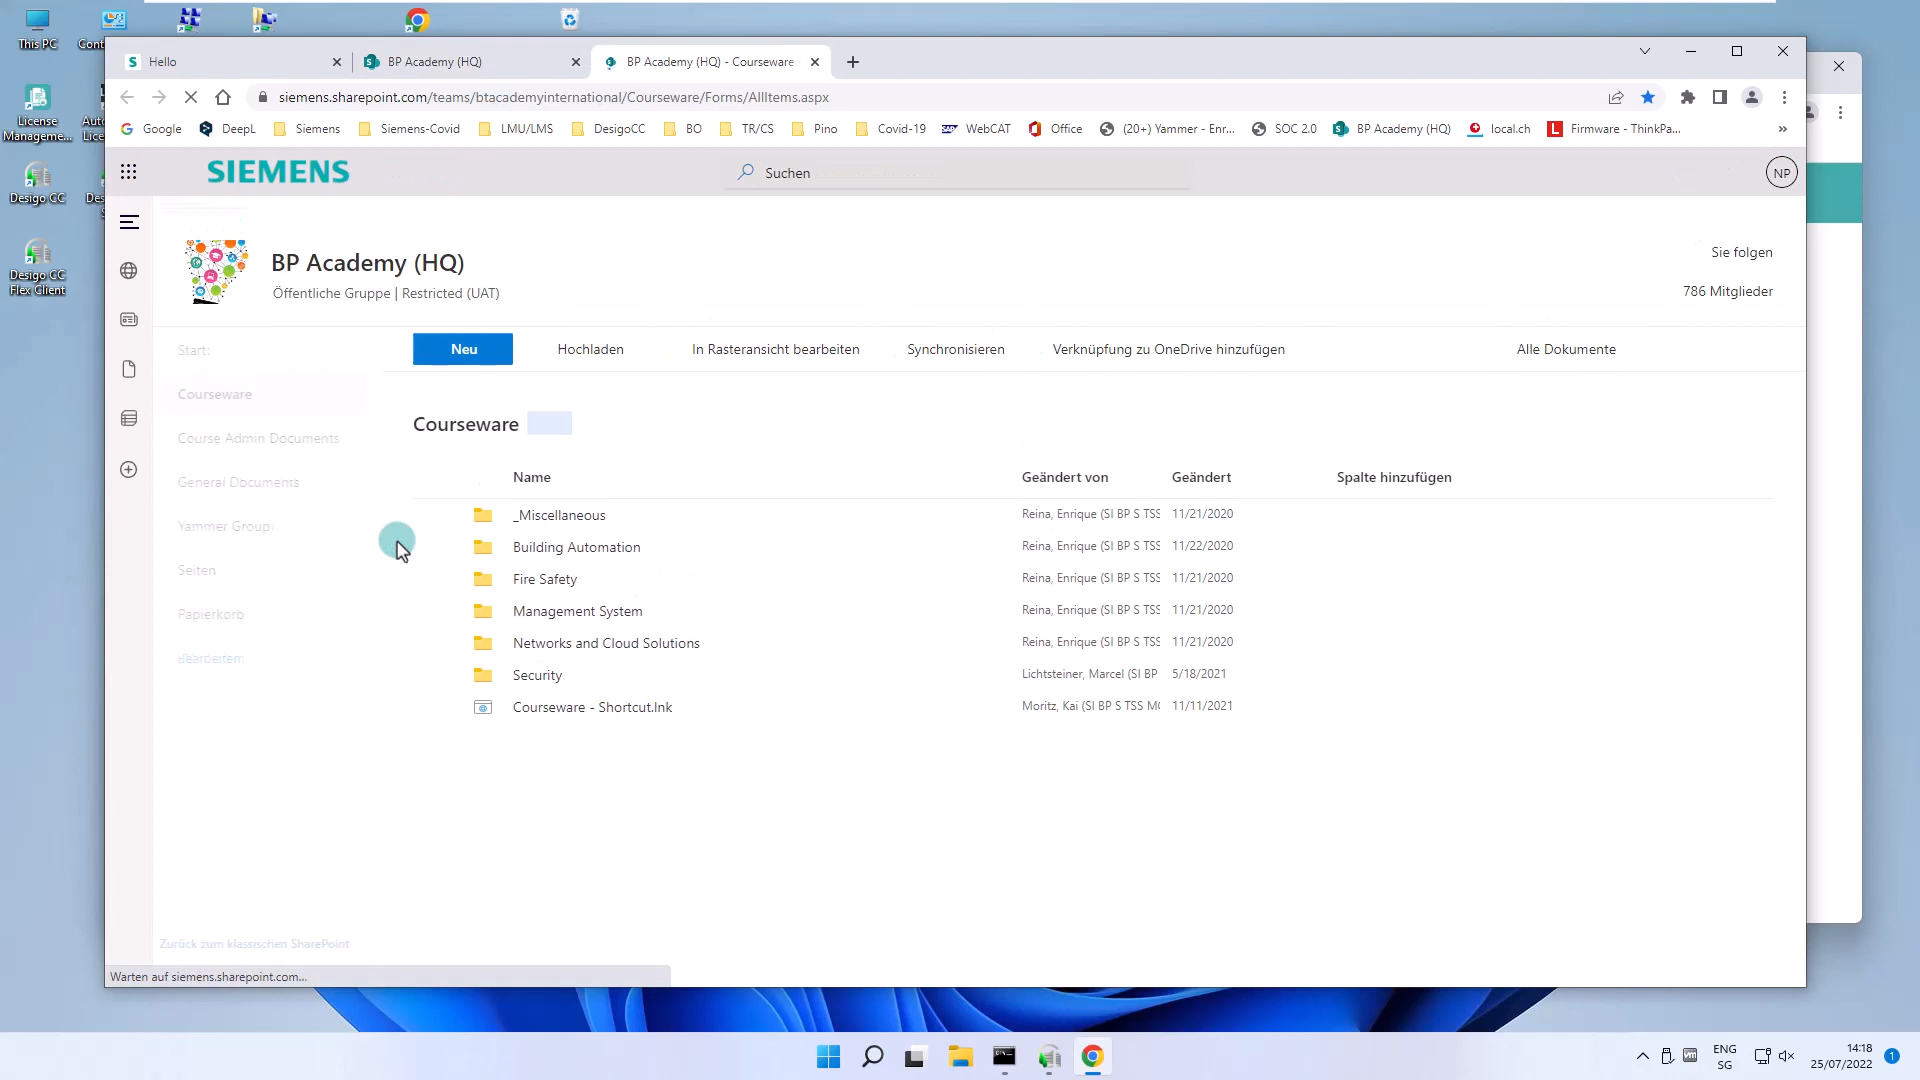 This PC
License
Manageme...
Desigo CC
Desigo CC
Flex Client
Hello
BP Academy (HQ)
BP Academy (HQ) - Courseware
siemens.sharepoint.com/teams/btacademyinternational/Courseware/Forms/AllItems.aspx
Google
DeepL
Siemens
Siemens-Covid
LMU/LMS
DesigoCC
BO
TR/CS
Pino
Covid-19
WebCAT
Office
(20+) Yammer - Enr...
SOC 2.0
BP Academy (HQ)
local.ch
Firmware - ThinkPa...
SIEMENS
Suchen
NP
BP Academy (HQ)
Öffentliche Gruppe | Restricted (UAT)
Sie folgen
786 Mitglieder
Start:
Courseware
Course Admin Documents
General Documents
Yammer Group:
Seiten
Papierkorb
Bearbeitem
Neu
Hochladen
In Rasteransicht bearbeiten
Synchronisieren
Verknüpfung zu OneDrive hinzufügen
Alle Dokumente
Courseware
Name
Geändert von
Geändert
Spalte hinzufügen
_Miscellaneous
Reina, Enrique (SI BP S TSS
11/21/2020
Building Automation
Reina, Enrique (SI BP S TSS
11/22/2020
Fire Safety
Reina, Enrique (SI BP S TSS
11/21/2020
Management System
Reina, Enrique (SI BP S TSS
11/21/2020
Networks and Cloud Solutions
Reina, Enrique (SI BP S TSS
11/21/2020
Security
Lichtsteiner, Marcel (SI BP
5/18/2021
Courseware - Shortcut.lnk
Moritz, Kai (SI BP S TSS M
11/11/2021
Zurück zum klassischen SharePoint
Warten auf siemens.sharepoint.com...
ENG
SG
14:18
25/07/2022
1